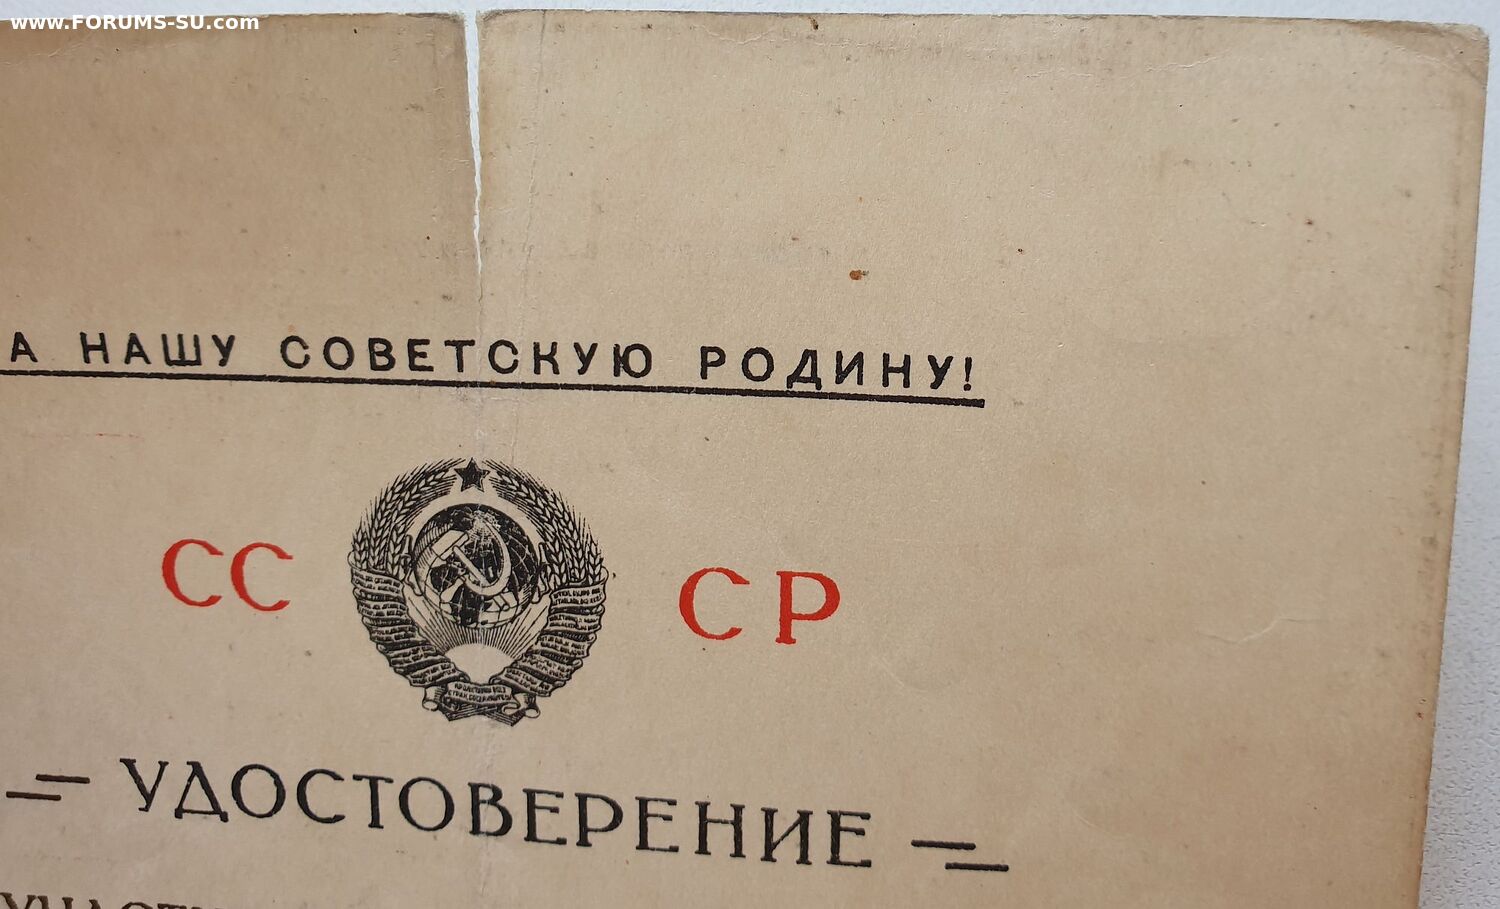 www.FORUMS-SU.com
А НАШУ СОВЕТСКУЮ РОДИНУ!
СС СР
УДОСТОВЕРЕНИЕ